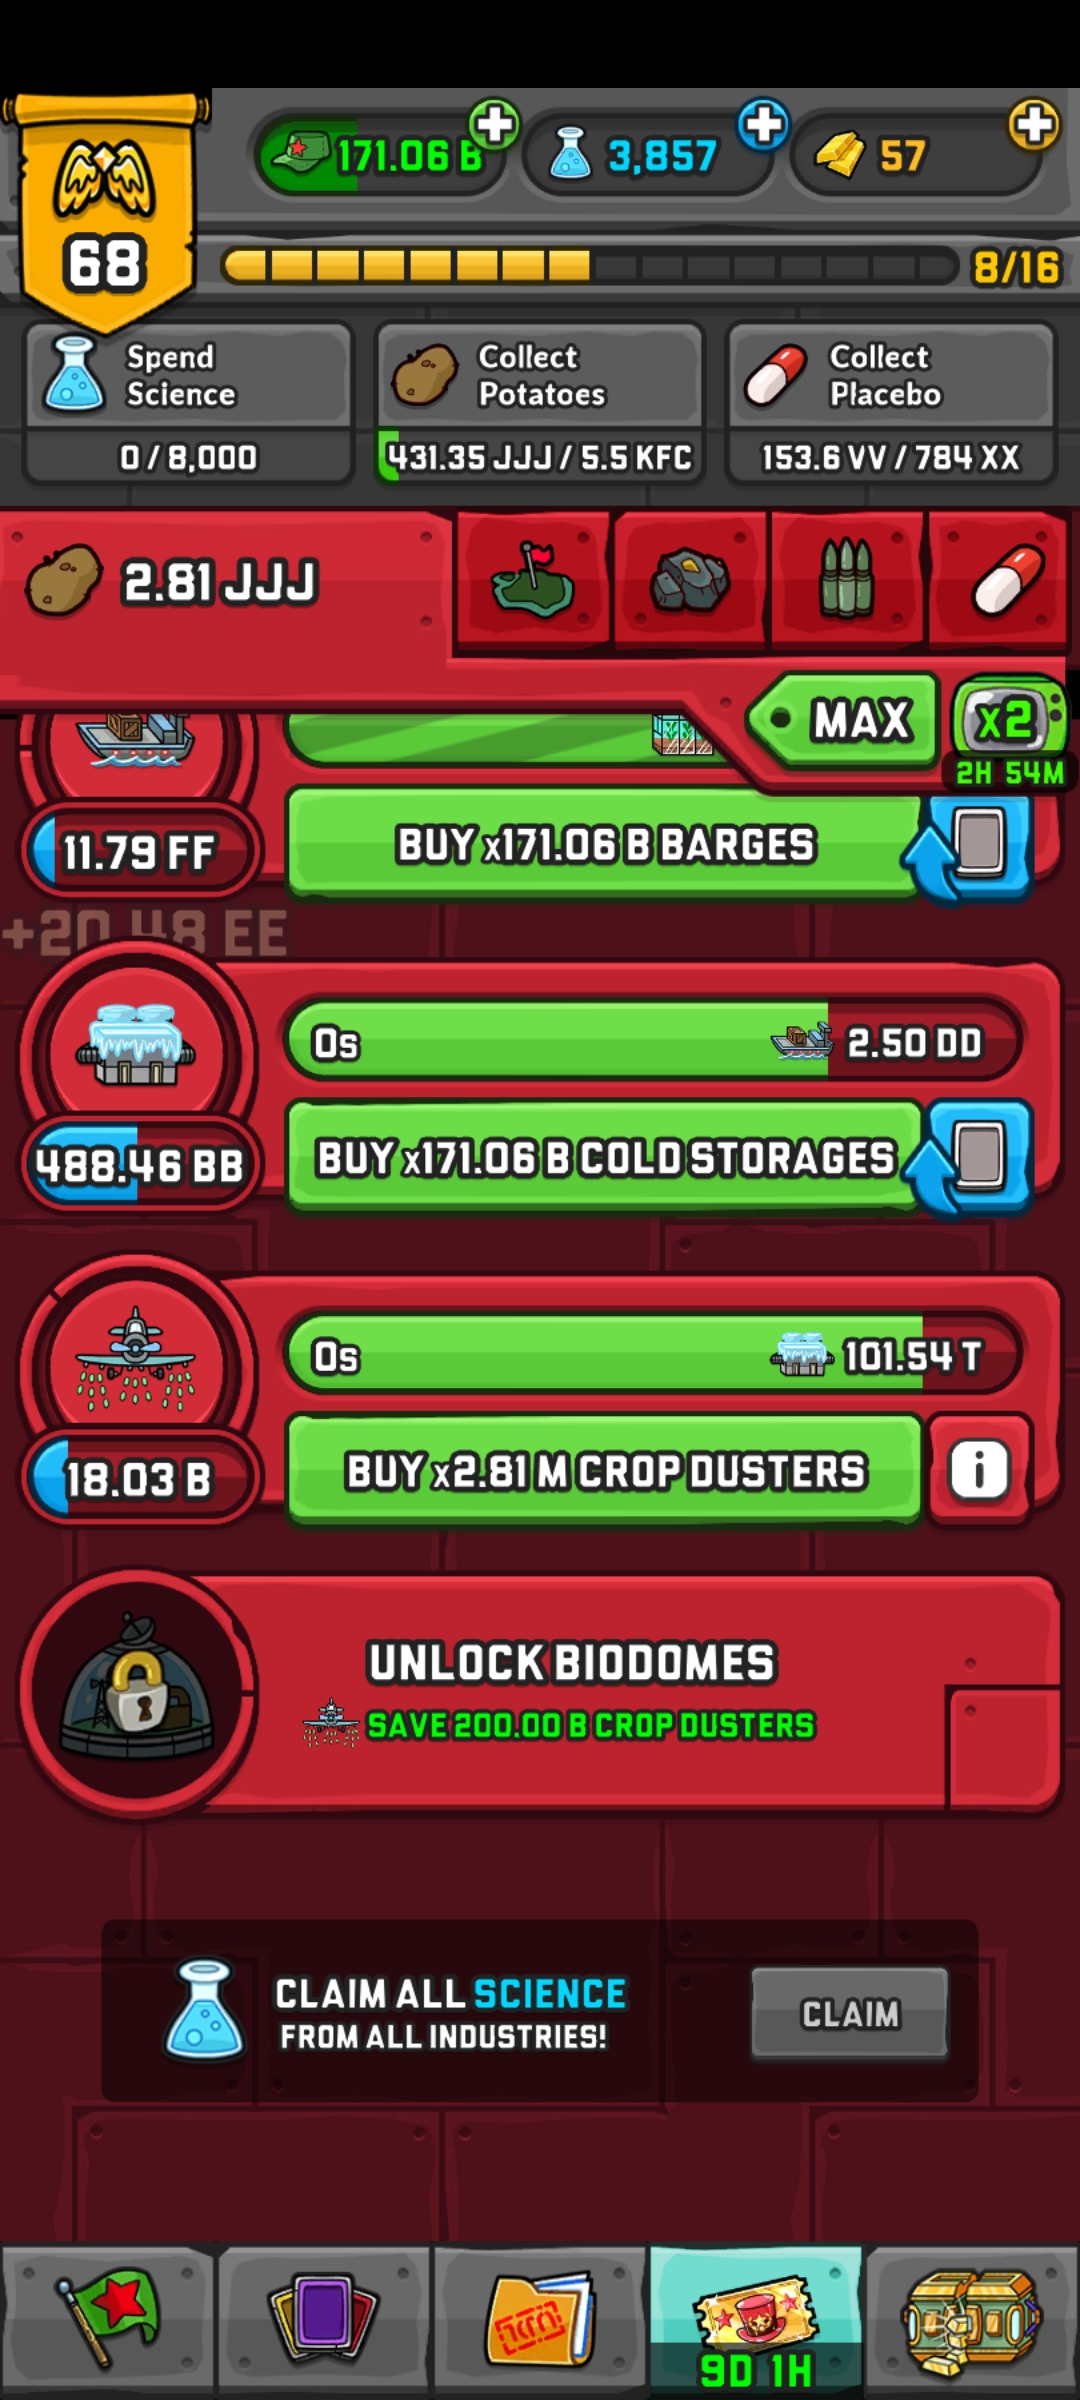 171.06 B
3,857
57
68
8/16
Spend
Science
0 / 8,000
Collect
Potatoes
431.35 JJJ / 5.5 KFC
Collect
Placebo
153.6 VV / 784 XX
2.81 JJJ
MAX
x2
2H 54M
11.79 FF
BUY x171.06 B BARGES
+20.48 EE
0s
2.50 DD
488.46 BB
BUY x171.06 B COLD STORAGES
0s
101.54 T
18.03 B
BUY x2.81 M CROP DUSTERS
i
UNLOCK BIODOMES
SAVE 200.00 B CROP DUSTERS
CLAIM ALL SCIENCE
FROM ALL INDUSTRIES!
CLAIM
9D 1H